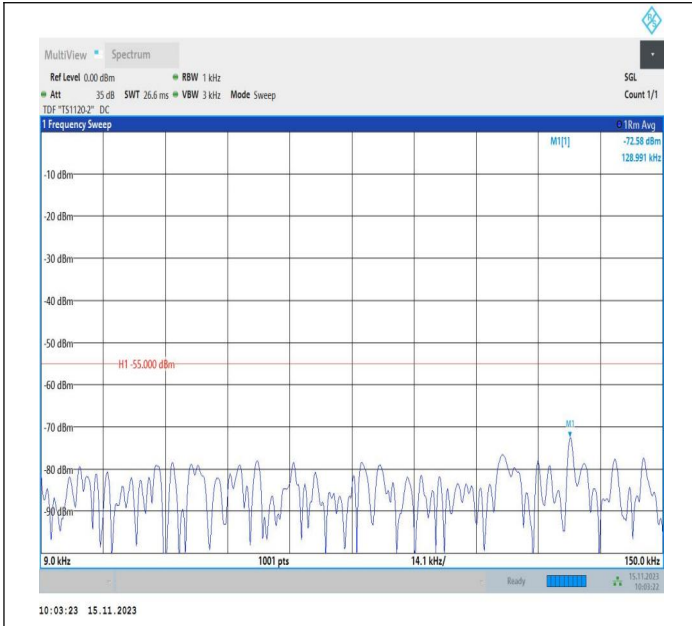 R S
MultiView Spectrum
Ref Level 0.00 dBm RBW 1 kHz SGL
Att 35 dB SWT 26.6 ms VBW 3 kHz Mode Sweep Count 1/1
TDF "TS1120-2" DC
1 Frequency Sweep 1Rm Avg
M1[1] -72.58 dBm
128.991 kHz
-10 dBm
-20 dBm
-30 dBm
-40 dBm
-50 dBm
H1 -55.000 dBm
-60 dBm
-70 dBm
M1
-80 dBm
-90 dBm
9.0 kHz 1001 pts 14.1 kHz/ 150.0 kHz
Ready 15.11.2023
10:03:22
10:03:23 15.11.2023